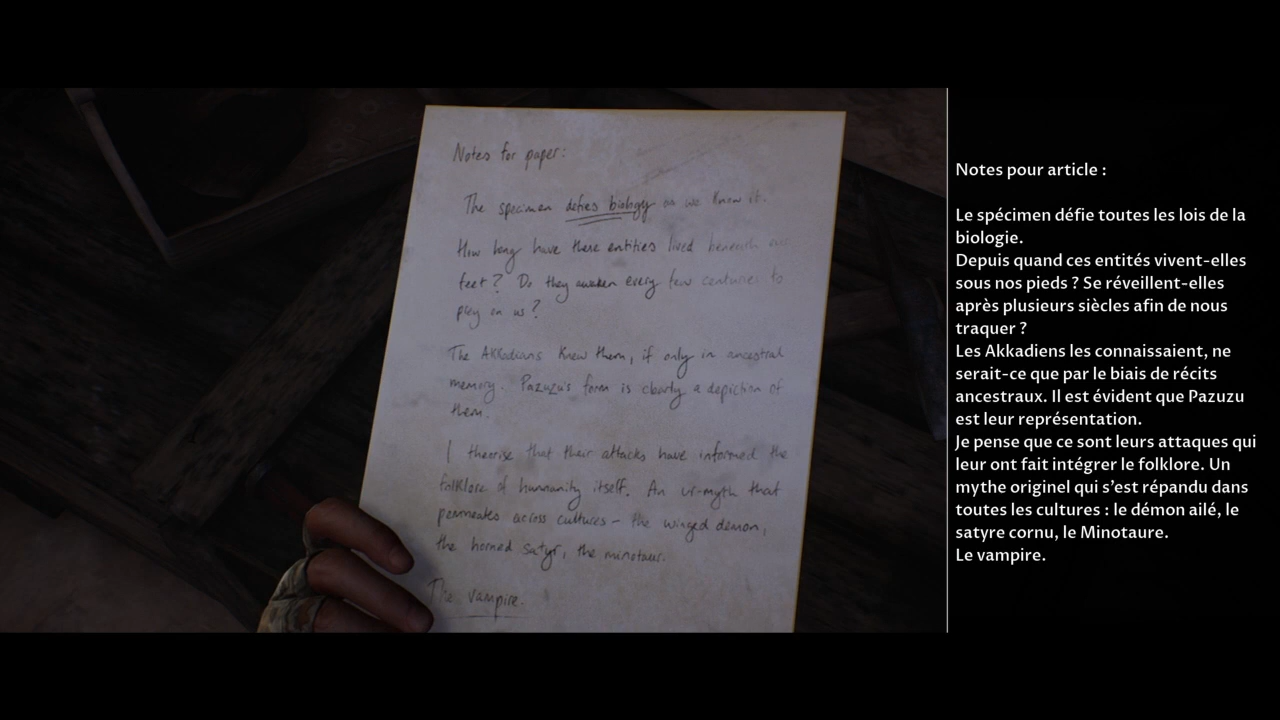 Notes for paper:
The specimen defies biology as we know it.
How long have these entities lived beneath our
feet? Do they awaken every few centuries to
prey on us?
The Akkadians knew them, if only in ancestral
memory. Pazuzu's form is clearly a depiction of
them.
I theorise that their attacks have informed the
folklore of humanity itself. An ur-myth that
permeates across cultures - the winged demon,
the horned satyr, the minotaur.
The vampire.
Notes pour article :
Le spécimen défie toutes les lois de la
biologie.
Depuis quand ces entités vivent-elles
sous nos pieds ? Se réveillent-elles
après plusieurs siècles afin de nous
traquer ?
Les Akkadiens les connaissaient, ne
serait-ce que par le biais de récits
ancestraux. Il est évident que Pazuzu
est leur représentation.
Je pense que ce sont leurs attaques qui
leur ont fait intégrer le folklore. Un
mythe originel qui s'est répandu dans
toutes les cultures : le démon ailé, le
satyre cornu, le Minotaure.
Le vampire.